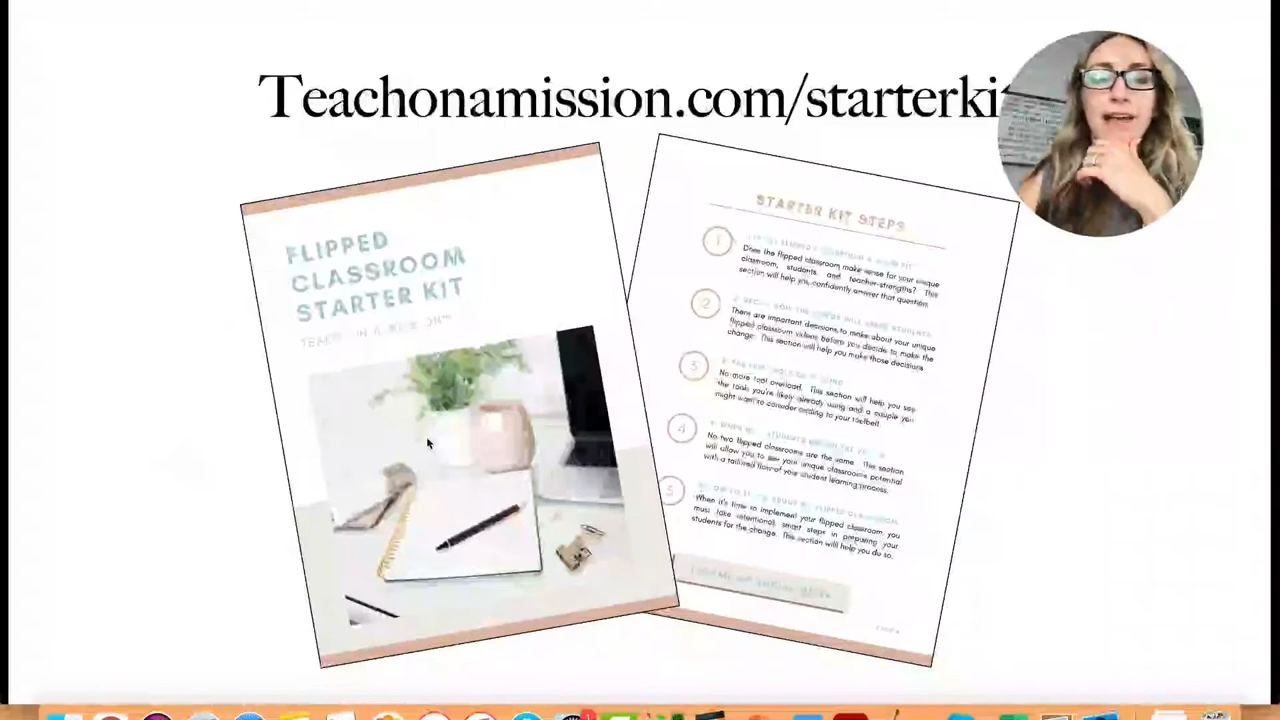 Teachonamission.com/starterkit
FLIPPED
CLASSROOM
STARTER KIT
STARTER KIT STEPS
1
Does the flipped classroom make sense for your unique
classroom, students, and teacher-strengths? This
section will help you confidently answer that question.
2
There are important decisions to make about your unique
flipped classroom videos before you decide to make the
change. This section will help you make those decisions
3
No more tool overload. This section will help you see
the tools you're likely already using and a couple you
might want to consider adding to your toolbelt.
4
No two flipped classrooms are the same. This section
will allow you to see your unique classrooms potential
with a tailored flow of your student learning process.
5
When it's time to implement your flipped classroom, you
must take intentional, smart steps in preparing your
students for the change. This section will help you do so.